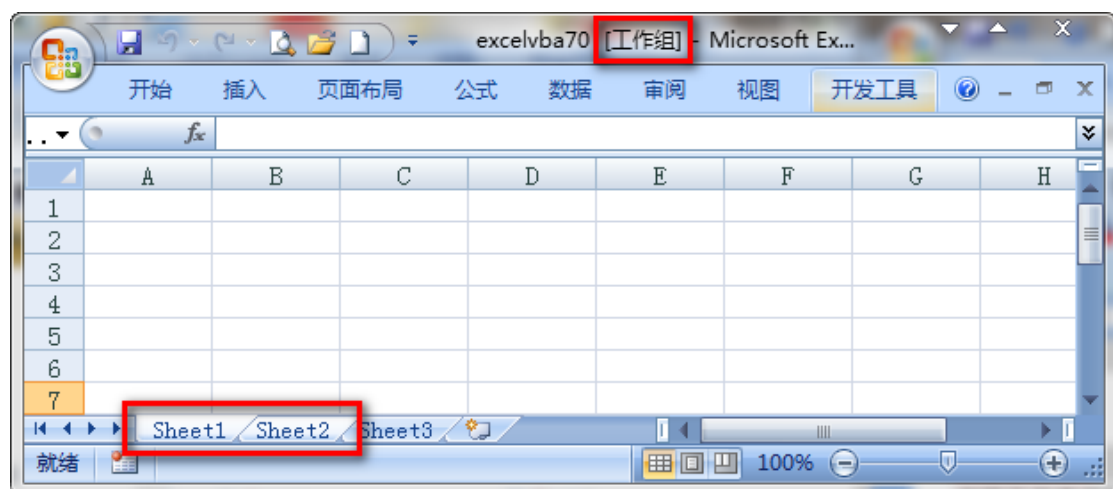 excelvba70 [工作组] - Microsoft Ex...
开始 插入 页面布局 公式 数据 审阅 视图 开发工具
fx
A B C D E F G H
1
2
3
4
5
6
7
Sheet1 Sheet2 Sheet3
就绪 100%